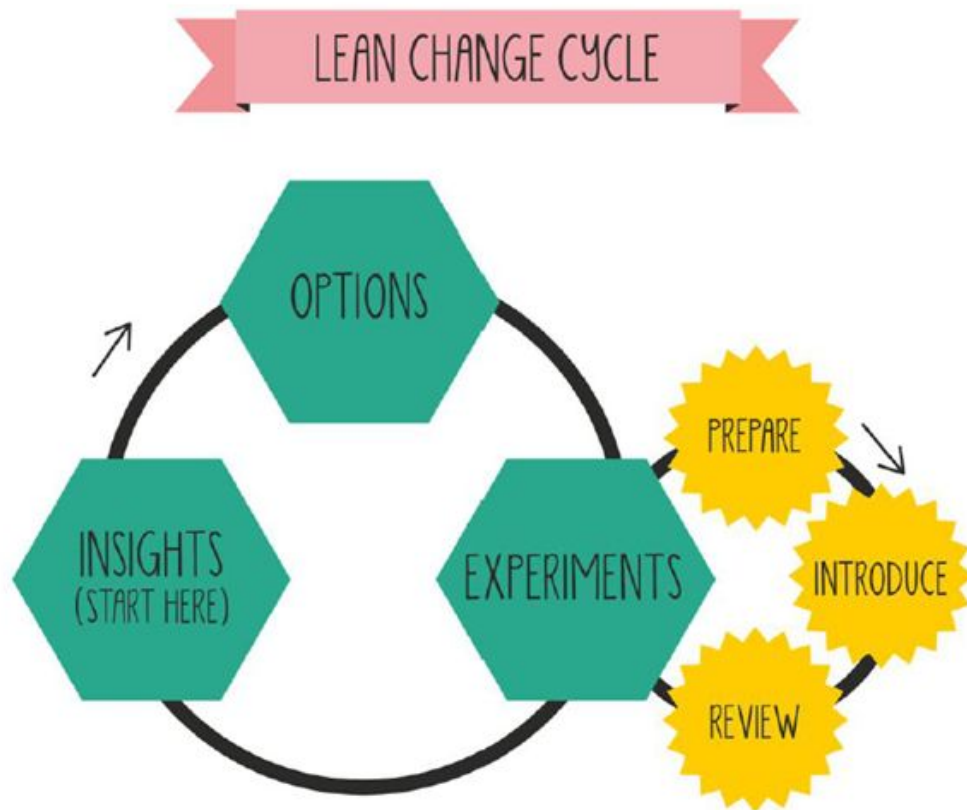 LEAN CHANGE CYCLE
OPTIONS
PREPARE
INSIGHTS
(START HERE)
EXPERIMENTS
INTRODUCE
REVIEW